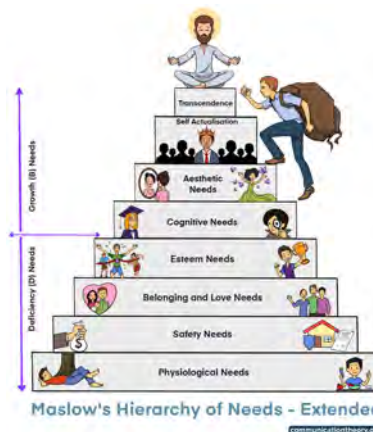 Transcendence
Self Actualisation
Aesthetic
Needs
Cognitive Needs
Esteem Needs
Belonging and Love Needs
Safety Needs
Physiological Needs
Growth (B) Needs
Deficiency (D) Needs
$
Maslow's Hierarchy of Needs - Extended